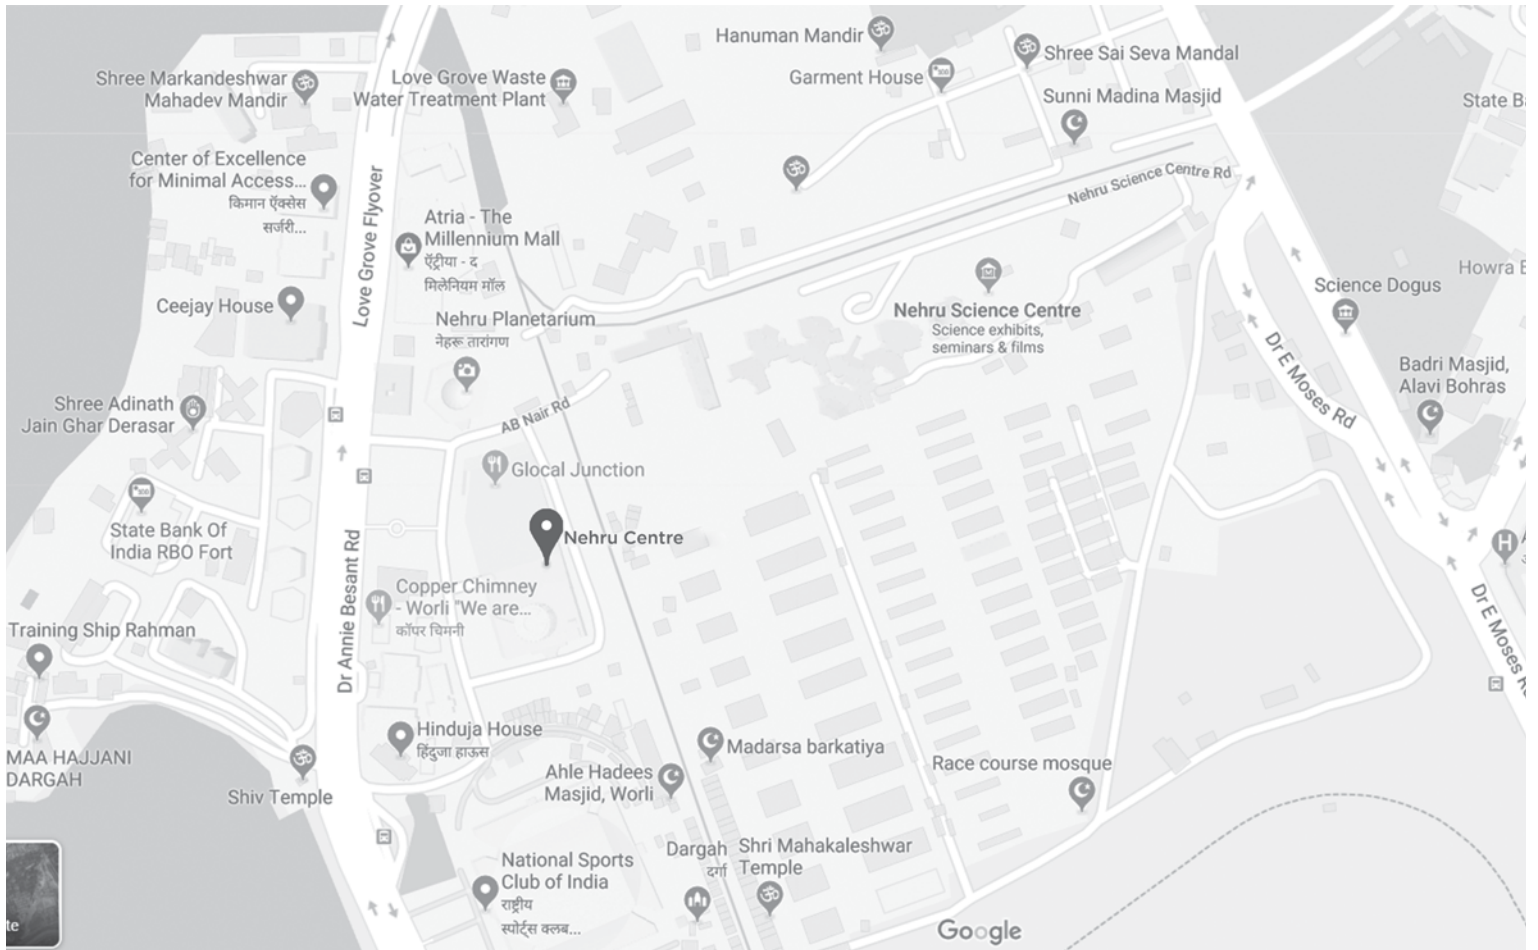 Hanuman Mandir
Shree Sai Seva Mandal
Garment House
Shree Markandeshwar
Mahadev Mandir
Love Grove Waste
Water Treatment Plant
Sunni Madina Masjid
State B
Center of Excellence
for Minimal Access...
किमान ऍक्सेस
सर्जरी...
Love Grove Flyover
Nehru Science Centre Rd
Atria - The
Millennium Mall
ऍट्रीया - द
मिलेनियम मॉल
Howra
Science Dogus
Ceejay House
Nehru Science Centre
Science exhibits,
seminars & films
Nehru Planetarium
नेहरू तारांगण
Dr E Moses Rd
Badri Masjid,
Alavi Bohras
Shree Adinath
Jain Ghar Derasar
AB Nair Rd
Glocal Junction
State Bank Of
India RBO Fort
Nehru Centre
Dr Annie Besant Rd
Copper Chimney
- Worli "We are...
कॉपर चिमनी
Dr E Moses R
Training Ship Rahman
Hinduja House
हिंदुजा हाऊस
MAA HAJJANI
DARGAH
Madarsa barkatiya
Ahle Hadees
Masjid, Worli
Race course mosque
Shiv Temple
Dargah
दर्गा
Shri Mahakaleshwar
Temple
National Sports
Club of India
राष्ट्रीय
स्पोर्ट्स क्लब...
te
Google